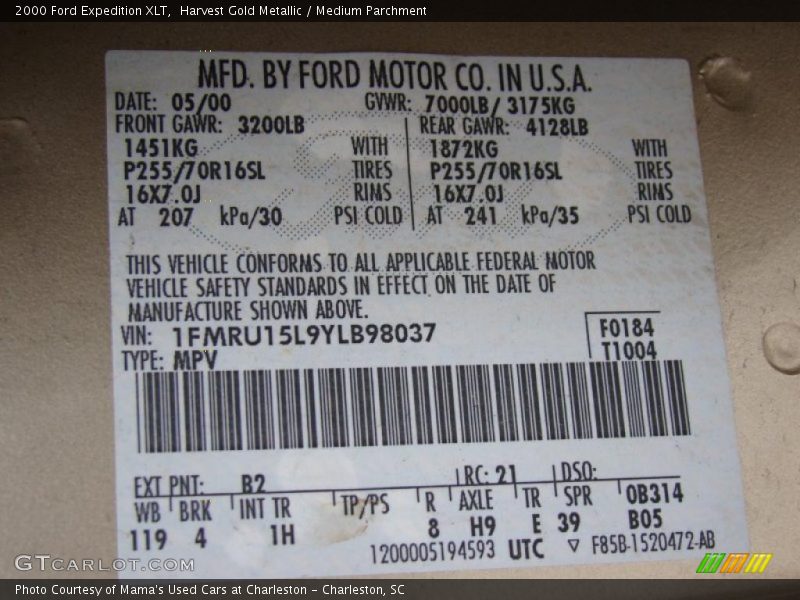 2000 Ford Expedition XLT,  Harvest Gold Metallic / Medium Parchment
MFD. BY FORD MOTOR CO. IN U.S.A.
DATE: 05/00 GVWR: 7000LB/ 3175KG
FRONT GAWR: 3200LB REAR GAWR: 4128LB
1451KG WITH 1872KG WITH
P255/70R16SL TIRES P255/70R16SL TIRES
16X7.0J RIMS 16X7.0J RIMS
AT 207 kPa/30 PSI COLD AT 241 kPa/35 PSI COLD
THIS VEHICLE CONFORMS TO ALL APPLICABLE FEDERAL MOTOR
VEHICLE SAFETY STANDARDS IN EFFECT ON THE DATE OF
MANUFACTURE SHOWN ABOVE.
VIN: 1FMRU15L9YLB98037 F0184
TYPE: MPV T1004
EXT PNT: B2 RC: 21 DSO:
WB BRK INT TR TP/PS R AXLE TR SPR 0B314
119 4 1H 8 H9 E 39 B05
1200005194593 UTC ▽ F85B-1520472-AB
GTCarLot.com
Photo Courtesy of Mama's Used Cars at Charleston - Charleston, SC